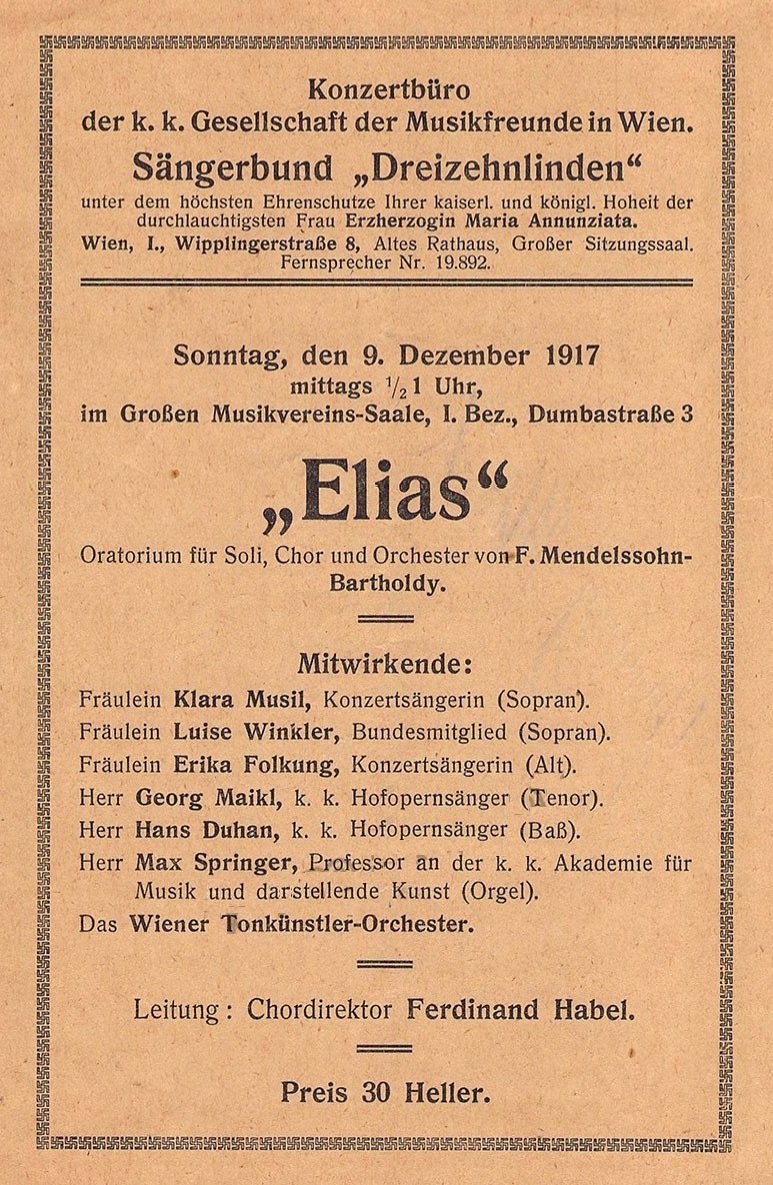 Konzertbüro
der k. k. Gesellschaft der Musikfreunde in Wien.
Sängerbund „Dreizehnlinden“
unter dem höchsten Ehrenschutze Ihrer kaiserl. und königl. Hoheit der
durchlauchtigsten Frau Erzherzogin Maria Annunziata.
Wien, I., Wipplingerstraße 8, Altes Rathaus, Großer Sitzungssaal.
Fernsprecher Nr. 19.892.
Sonntag, den 9. Dezember 1917
mittags 1/2 1 Uhr,
im Großen Musikvereins-Saale, I. Bez., Dumbastraße 3
„Elias“
Oratorium für Soli, Chor und Orchester von F. Mendelssohn-
Bartholdy.
Mitwirkende:
Fräulein Klara Musil, Konzertsängerin (Sopran).
Fräulein Luise Winkler, Bundesmitglied (Sopran).
Fräulein Erika Folkung, Konzertsängerin (Alt).
Herr Georg Maikl, k. k. Hofopernsänger (Tenor).
Herr Hans Duhan, k. k. Hofopernsänger (Baß).
Herr Max Springer, Professor an der k. k. Akademie für
Musik und darstellende Kunst (Orgel).
Das Wiener Tonkünstler-Orchester.
Leitung: Chordirektor Ferdinand Habel.
Preis 30 Heller.